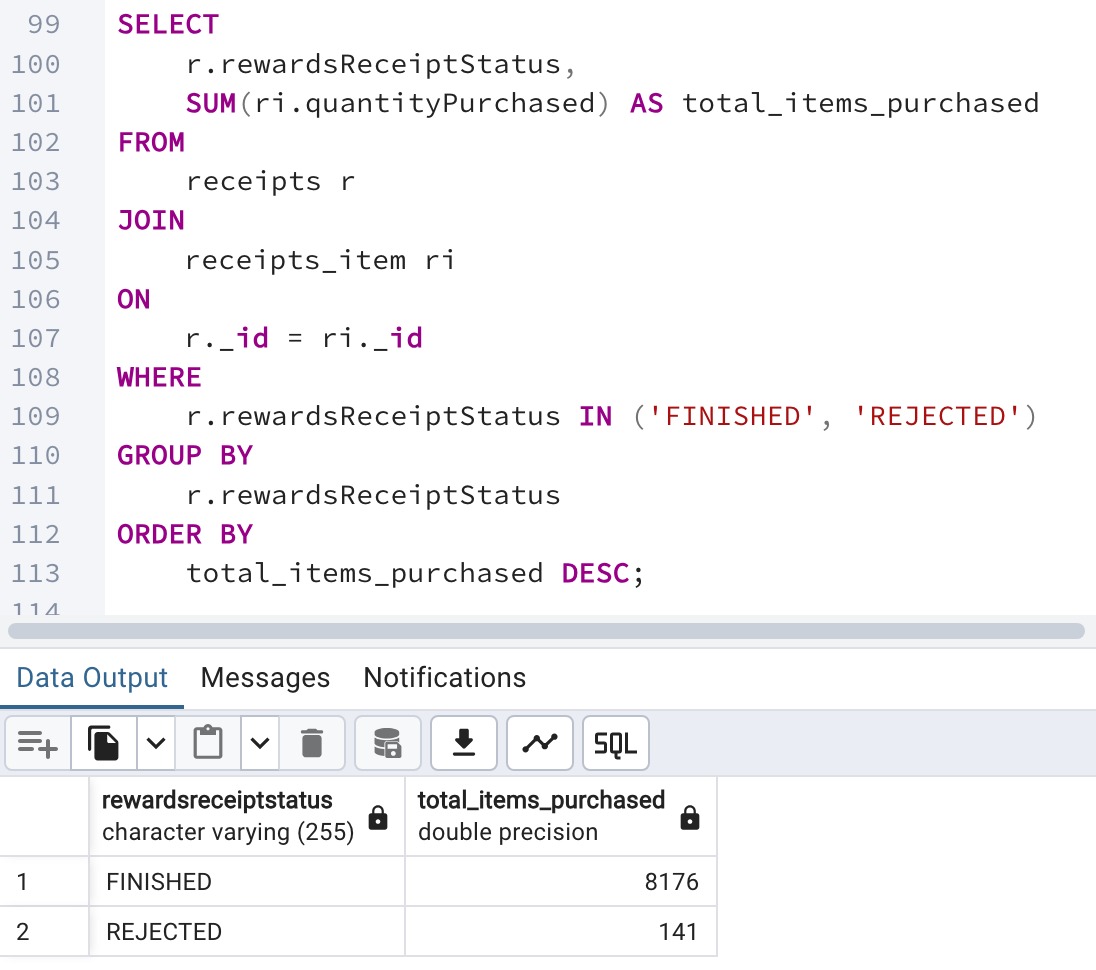 99 SELECT
100 r.rewardsReceiptStatus,
101 SUM(ri.quantityPurchased) AS total_items_purchased
102 FROM
103 receipts r
104 JOIN
105 receipts_item ri
106 ON
107 r._id = ri._id
108 WHERE
109 r.rewardsReceiptStatus IN ('FINISHED', 'REJECTED')
110 GROUP BY
111 r.rewardsReceiptStatus
112 ORDER BY
113 total_items_purchased DESC;
114
Data Output Messages Notifications
SQL
rewardsreceiptstatus total_items_purchased
character varying (255) double precision
1 FINISHED 8176
2 REJECTED 141